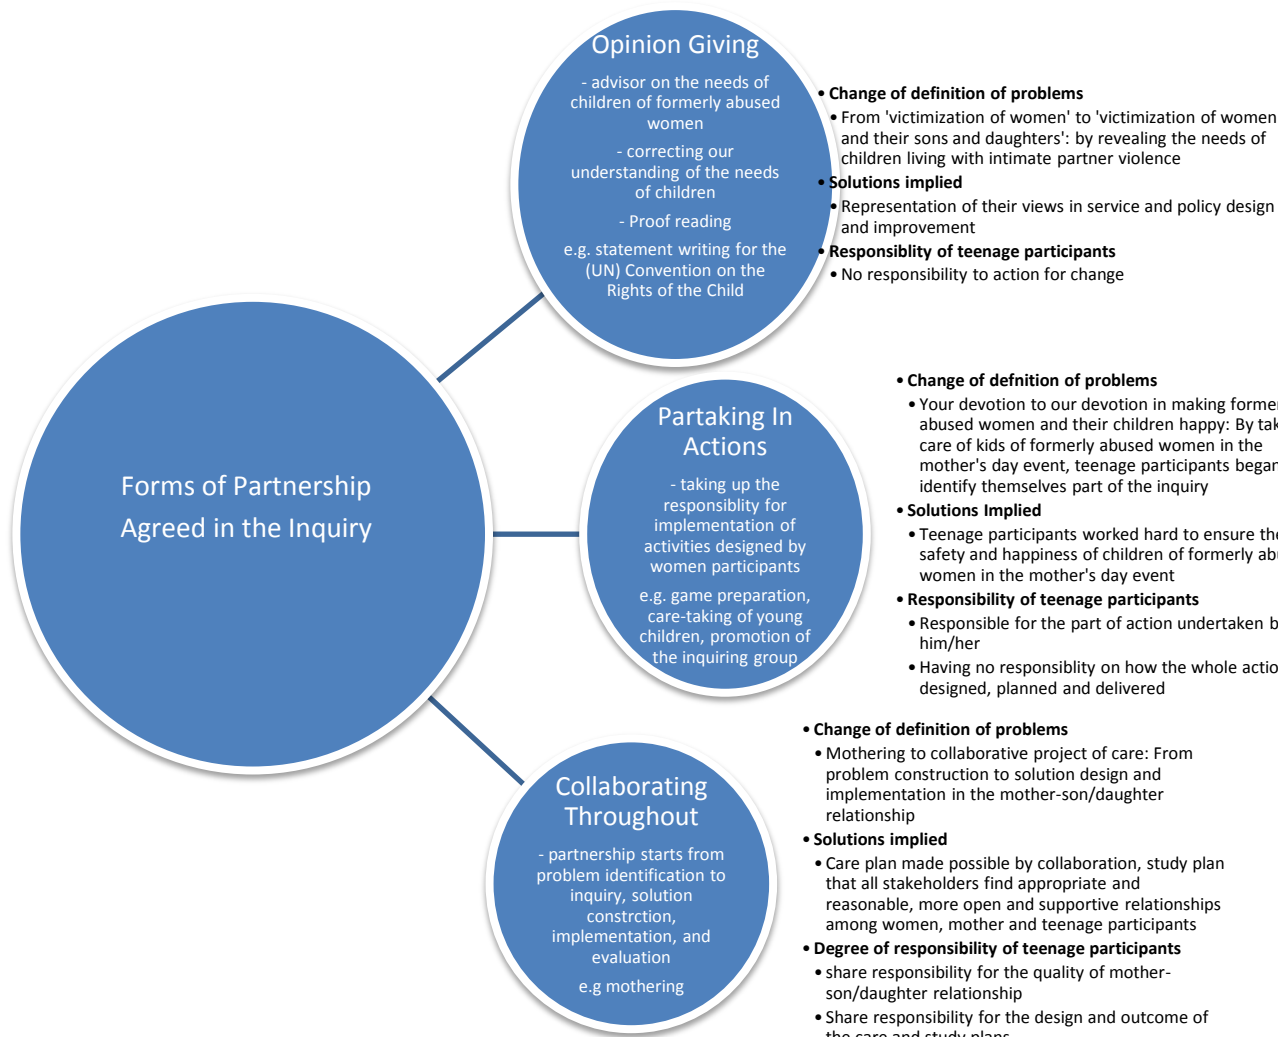 Forms of Partnership
Agreed in the Inquiry
Opinion Giving
- advisor on the needs of
children of formerly abused
women
- correcting our
understanding of the needs
of children
- Proof reading
e.g. statement writing for the
(UN) Convention on the
Rights of the Child
• Change of definition of problems
• From 'victimization of women' to 'victimization of women
and their sons and daughters': by revealing the needs of
children living with intimate partner violence
• Solutions implied
• Representation of their views in service and policy design
and improvement
• Responsiblity of teenage participants
• No responsibility to action for change
Partaking In
Actions
- taking up the
responsiblity for
implementation of
activities designed by
women participants
e.g. game preparation,
care-taking of young
children, promotion of
the inquiring group
• Change of defnition of problems
• Your devotion to our devotion in making
abused women and their children happy: By
care of kids of formerly abused women in the
mother's day event, teenage participants began
identify themselves part of the inquiry
• Solutions Implied
• Teenage participants worked hard to ensure the
safety and happiness of children of formerly
women in the mother's day event
• Responsibility of teenage participants
• Responsible for the part of action undertaken
him/her
• Having no responsiblity on how the whole
designed, planned and delivered
Collaborating
Throughout
- partnership starts from
problem identification to
inquiry, solution
constrction,
implementation, and
evaluation
e.g mothering
• Change of definition of problems
• Mothering to collaborative project of care: From
problem construction to solution design and
implementation in the mother-son/daughter
relationship
• Solutions implied
• Care plan made possible by collaboration, study plan
that all stakeholders find appropriate and
reasonable, more open and supportive relationships
among women, mother and teenage participants
• Degree of responsibility of teenage participants
• share responsibility for the quality of mother-
son/daughter relationship
• Share responsibility for the design and outcome of
the care and study plans